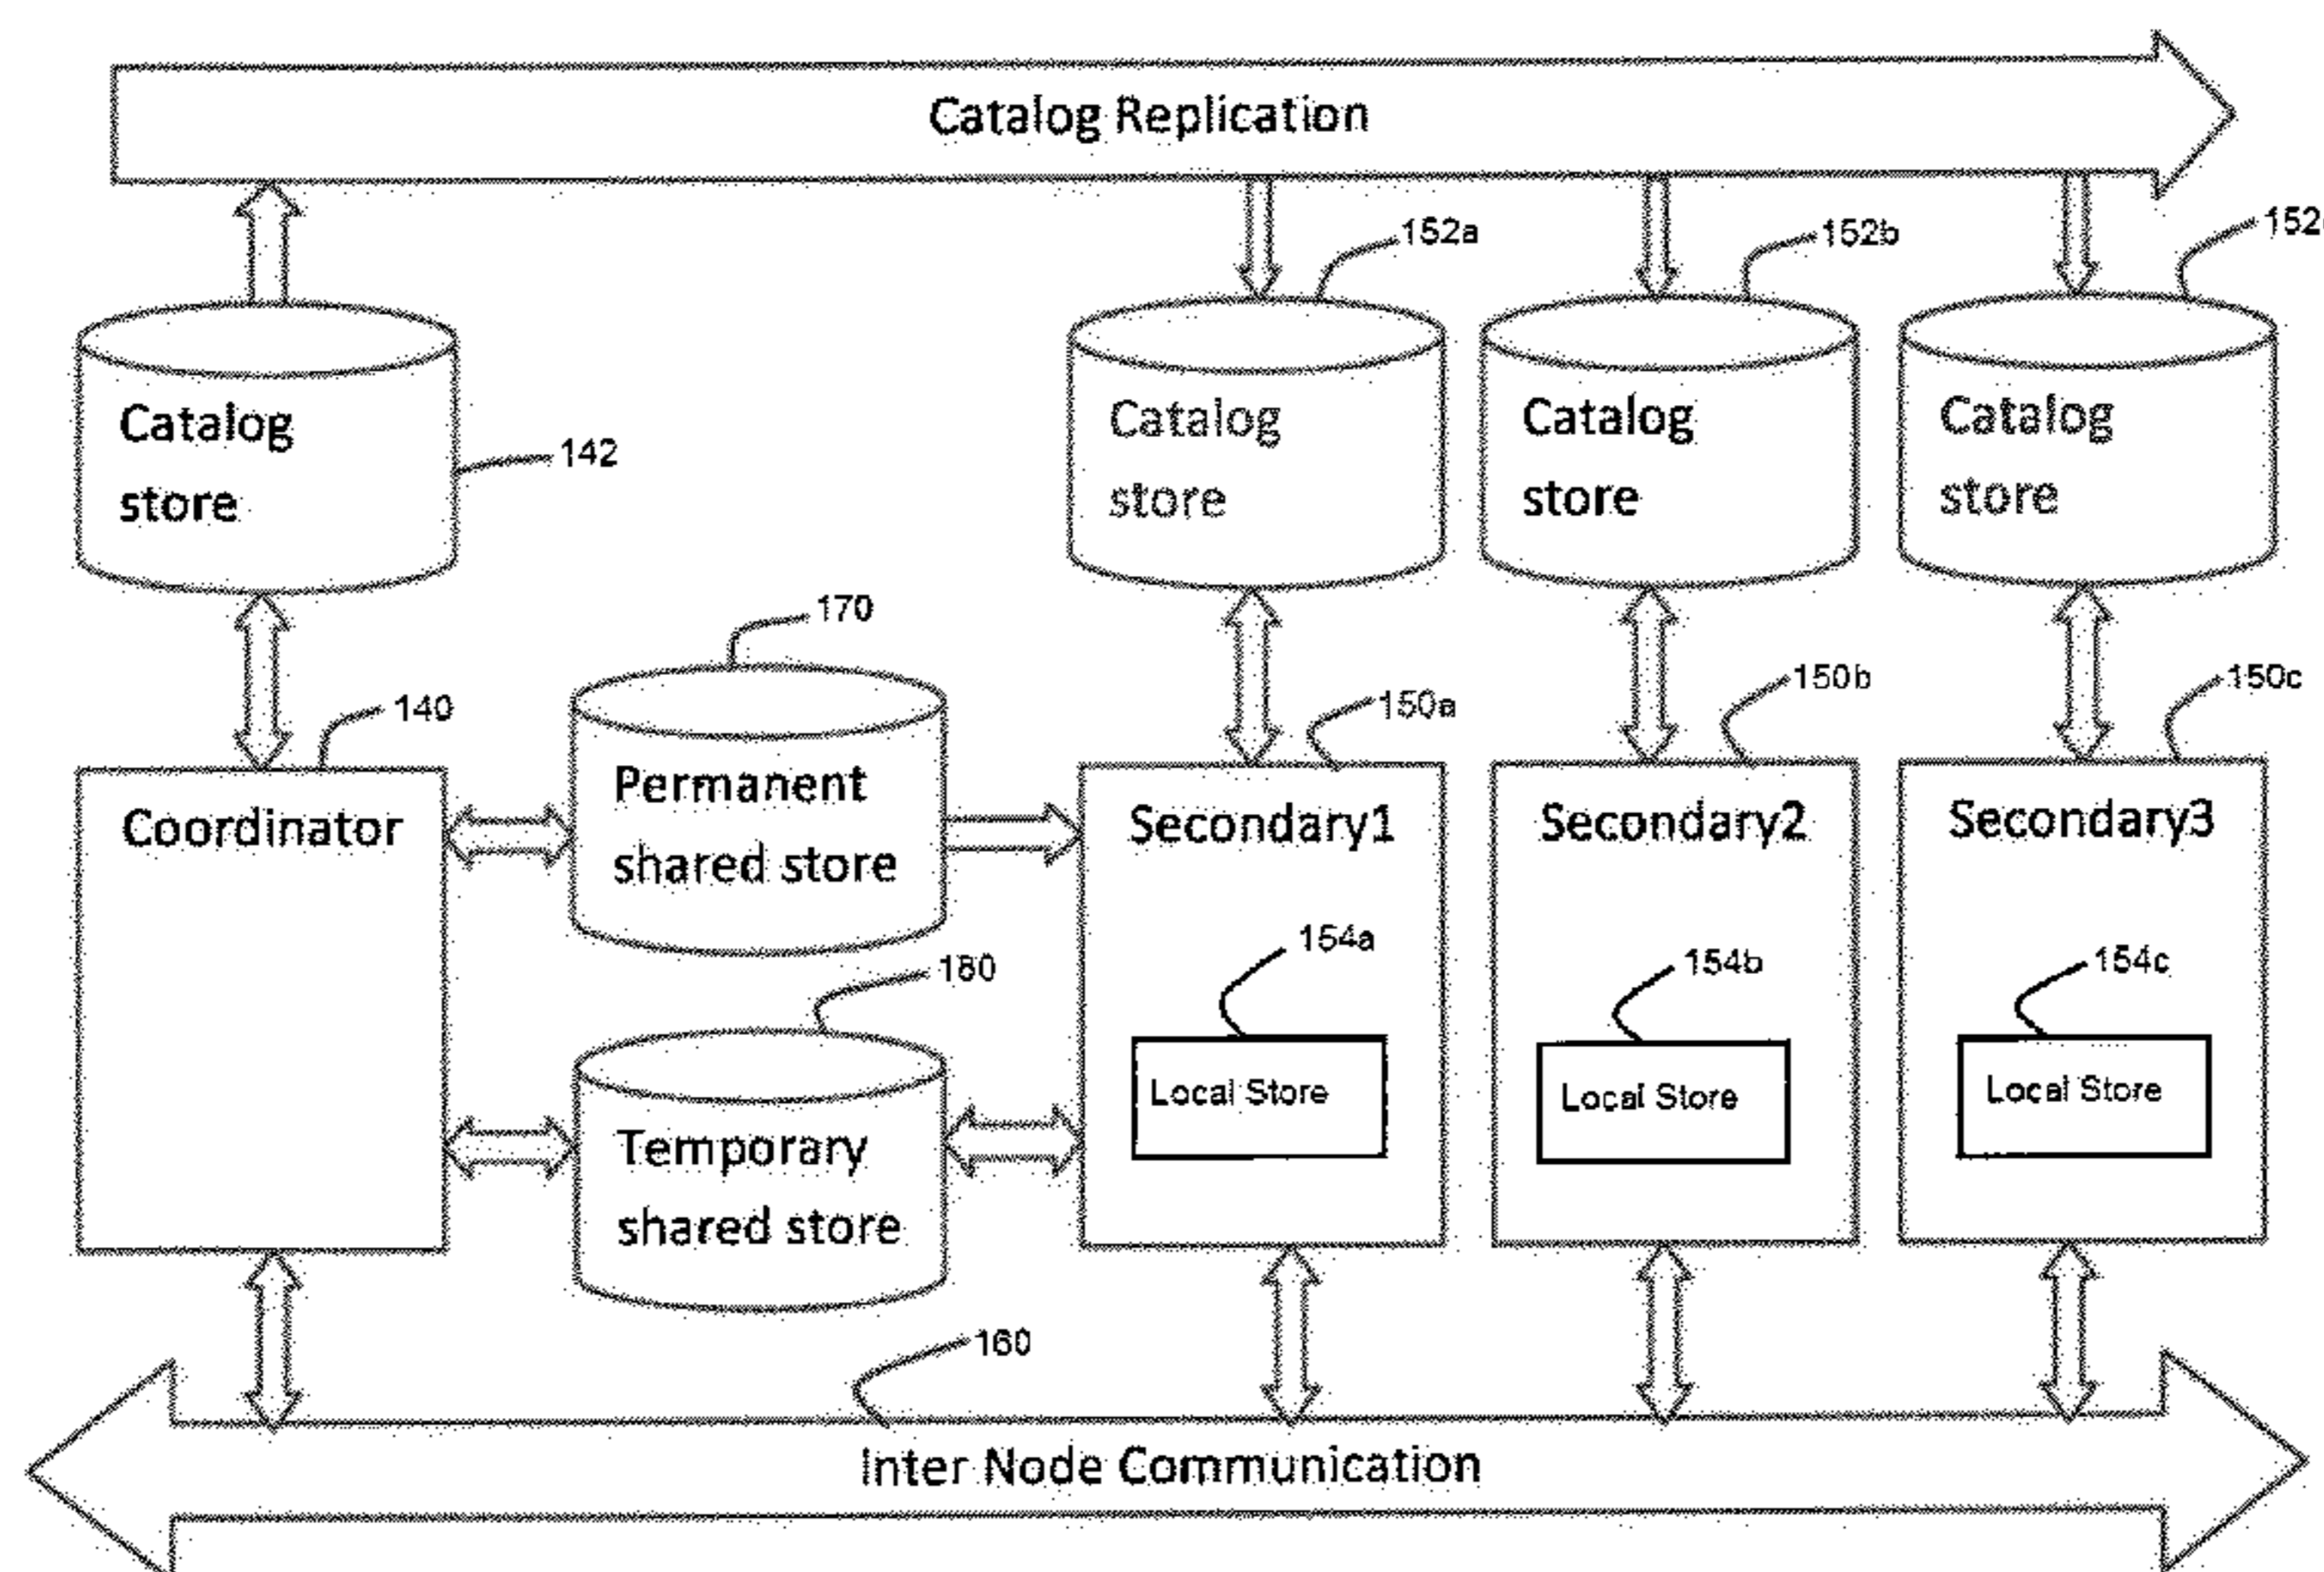 Catalog Replication
152a
152b
152
Catalog
store
142
Catalog
store
Catalog
store
Catalog
store
170
140
150a
150b
150c
Coordinator
Permanent
shared store
Secondary1
Secondary2
Secondary3
154a
154b
154c
180
Local Store
Local Store
Local Store
Temporary
shared store
160
Inter Node Communication